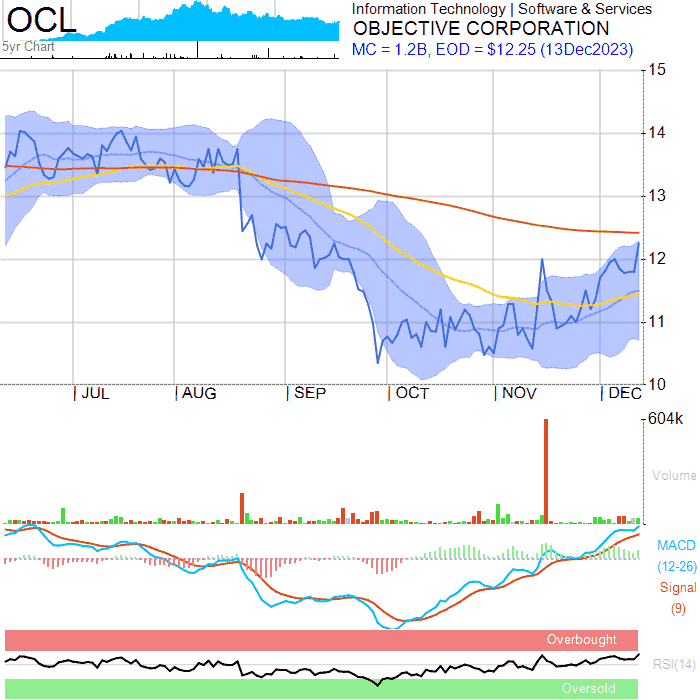 OCL
5yr Chart
Information Technology | Software & Services
OBJECTIVE CORPORATION
MC = 1.2B, EOD = $12.25 (13Dec2023)
15
14
13
12
11
10
| JUL | AUG | SEP | OCT | NOV | DEC
604k
Volume
MACD
(12-26)
Signal
(9)
Overbought
RSI(14)
Oversold